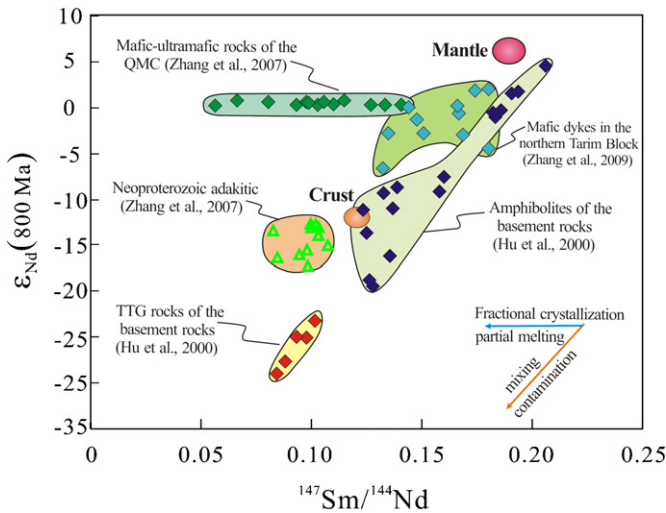 10
5
0
-5
-10
-15
-20
-25
-25
-35
εNd(800 Ma)
Mafic-ultramafic rocks of the
QMC (Zhang et al., 2007)
Mantle
Mafic dykes in the
northern Tarim Block
(Zhang et al., 2009)
Neoproterozoic adakitic
(Zhang et al., 2007)
Crust
Amphibolites of the
basement rocks
(Hu et al., 2000)
TTG rocks of the
basement rocks
(Hu et al., 2000)
Fractional crystallization
partial melting
mixing
contamination
0 0.05 0.10 0.15 0.20 0.25
¹⁴⁷Sm/¹⁴⁴Nd